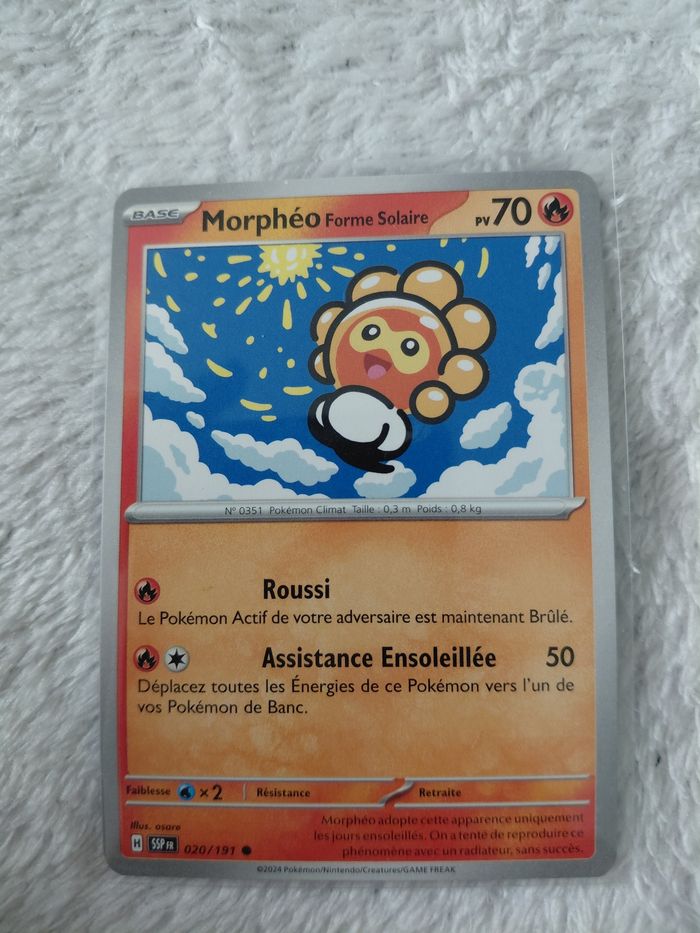 BASE Morphéo Forme Solaire PV 70
N° 0351 Pokémon Climat Taille : 0,3 m Poids : 0,8 kg
Roussi
Le Pokémon Actif de votre adversaire est maintenant Brûlé.
Assistance Ensoleillée 50
Déplacez toutes les Énergies de ce Pokémon vers l'un de
vos Pokémon de Banc.
Faiblesse ×2 Résistance Retraite
Illus. osare
Morphéo adopte cette apparence uniquement
les jours ensoleillés. On a tenté de reproduire ce
phénomène avec un radiateur, sans succès.
H SSP FR 020/191
©2024 Pokémon/Nintendo/Creatures/GAME FREAK